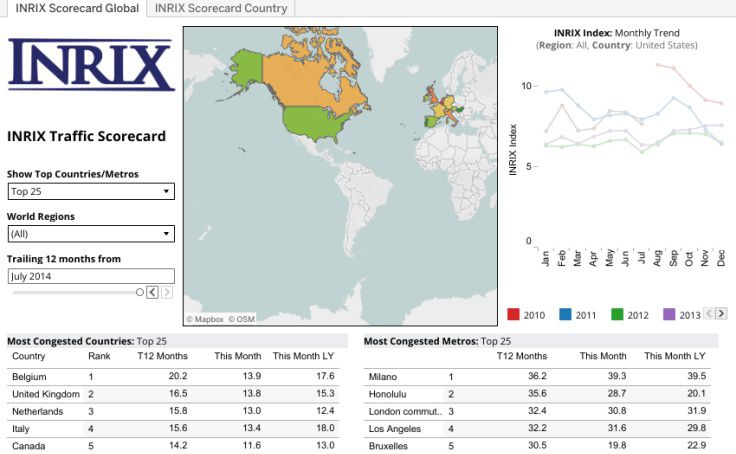 INRIX Scorecard Global INRIX Scorecard Country
INRIX
INRIX Traffic Scorecard
Show Top Countries/Metros
Top 25
World Regions
(All)
Trailing 12 months from
July 2014
© Mapbox © OSM
INRIX Index: Monthly Trend
(Region: All, Country: United States)
INRIX Index
10
5
0
Jan Feb Mar Apr May Jun Jul Aug Sep Oct Nov Dec
2010 2011 2012 2013
Most Congested Countries: Top 25
Country Rank T12 Months This Month This Month LY
Belgium 1 20.2 13.9 17.6
United Kingdom 2 16.5 13.8 15.3
Netherlands 3 15.8 13.0 12.4
Italy 4 15.6 13.4 18.0
Canada 5 14.2 11.6 13.0
Most Congested Metros: Top 25
T12 Months This Month This Month LY
Milano 1 36.2 39.3 39.5
Honolulu 2 35.6 28.7 20.1
London commut.. 3 32.4 30.8 31.9
Los Angeles 4 32.2 31.6 29.8
Bruxelles 5 30.5 19.8 22.9